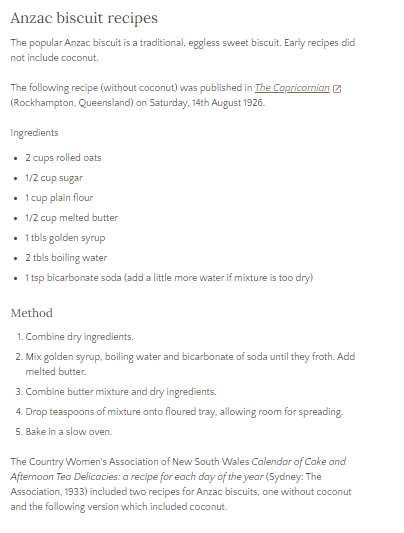 Anzac biscuit recipes
The popular Anzac biscuit is a traditional, eggless sweet biscuit. Early recipes did
not include coconut.
The following recipe (without coconut) was published in The Capricornian
(Rockhampton, Queensland) on Saturday, 14th August 1926.
Ingredients
• 2 cups rolled oats
• 1/2 cup sugar
• 1 cup plain flour
• 1/2 cup melted butter
• 1 tbls golden syrup
• 2 tbls boiling water
• 1 tsp bicarbonate soda (add a little more water if mixture is too dry)
Method
1. Combine dry ingredients.
2. Mix golden syrup, boiling water and bicarbonate of soda until they froth. Add
melted butter.
3. Combine butter mixture and dry ingredients.
4. Drop teaspoons of mixture onto floured tray, allowing room for spreading.
5. Bake in a slow oven.
The Country Women's Association of New South Wales Calendar of Cake and
Afternoon Tea Delicacies: a recipe for each day of the year (Sydney: The
Association, 1933) included two recipes for Anzac biscuits, one without coconut
and the following version which included coconut.